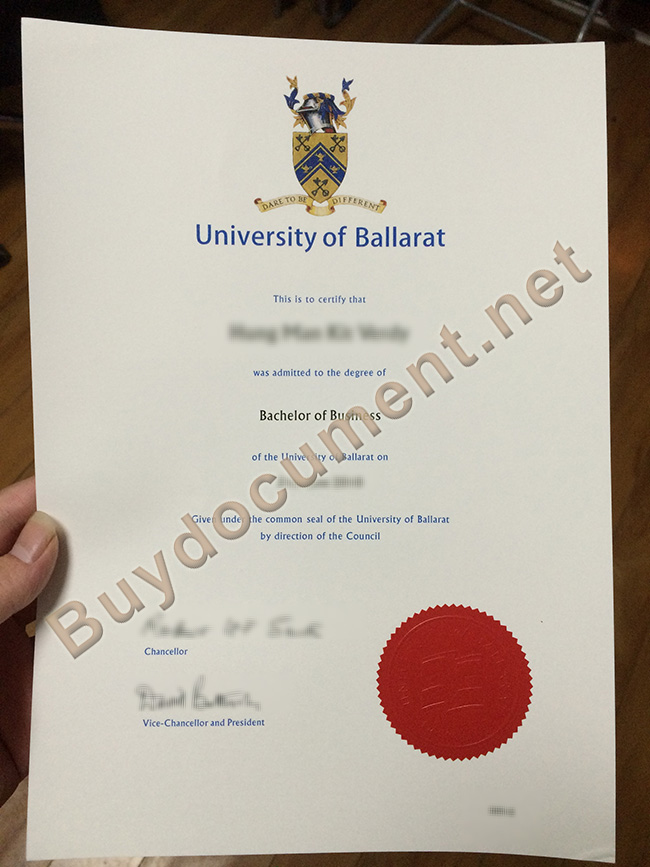 DARE TO BE DIFFERENT
University of Ballarat
This is to certify that
was admitted to the degree of
Bachelor of Business
of the University of Ballarat on
Given under the common seal of the University of Ballarat
by direction of the Council
Chancellor
Vice-Chancellor and President
Buydocument.net